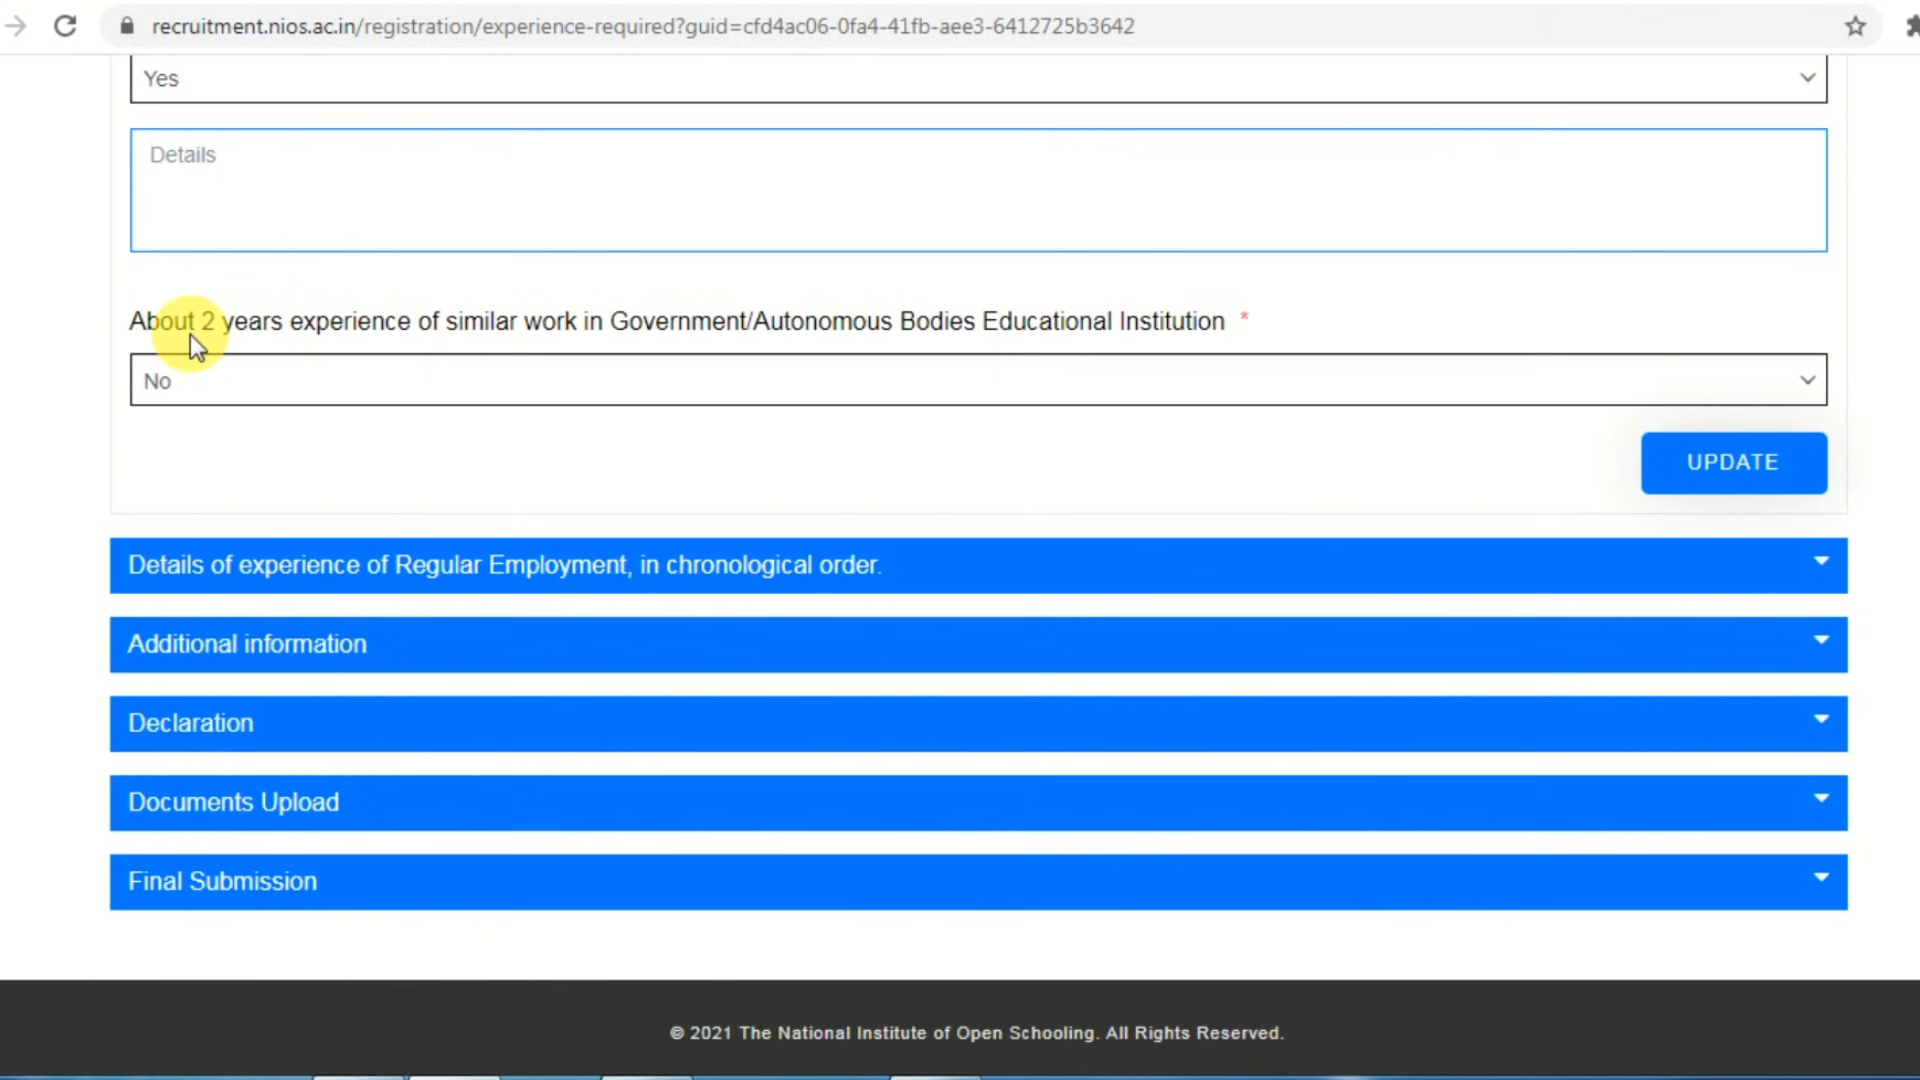 recruitment.nios.ac.in/registration/experience-required?guid=cfd4ac06-0fa4-41fb-aee3-6412725b3642
Yes
Details
About 2 years experience of similar work in Government/Autonomous Bodies Educational Institution *
No
UPDATE
Details of experience of Regular Employment, in chronological order.
Additional information
Declaration
Documents Upload
Final Submission
© 2021 The National Institute of Open Schooling. All Rights Reserved.